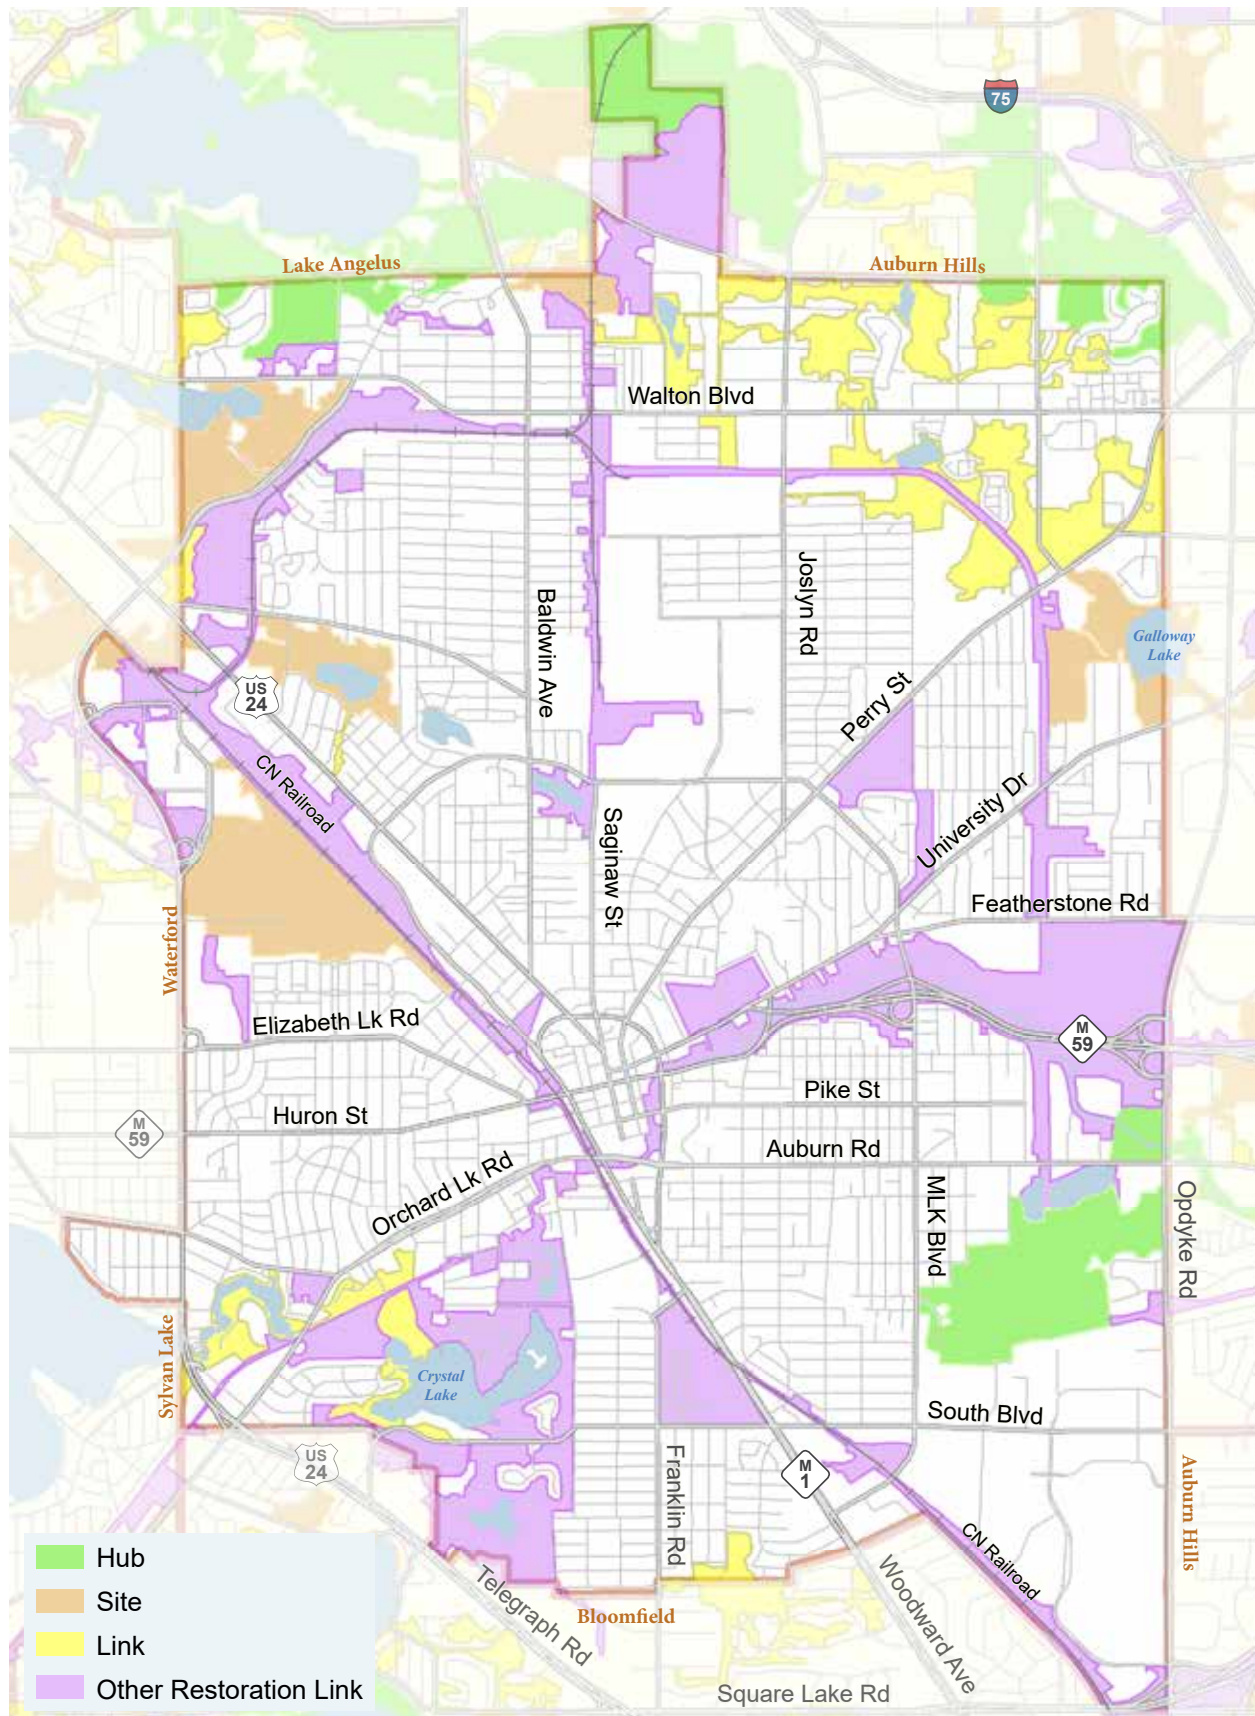 75
Lake Angelus
Auburn Hills
Walton Blvd
Joslyn Rd
Baldwin Ave
Galloway
Lake
US
24
Perry St
CN Railroad
University Dr
Saginaw St
Featherstone Rd
Waterford
Elizabeth Lk Rd
M
59
Pike St
Huron St
M
59
Auburn Rd
Orchard Lk Rd
MLK Blvd
Opdyke Rd
Sylvan Lake
Crystal
Lake
South Blvd
US
24
Franklin Rd
M
1
Auburn Hills
CN Railroad
Hub
Site
Link
Other Restoration Link
Telegraph Rd
Woodward Ave
Bloomfield
Square Lake Rd